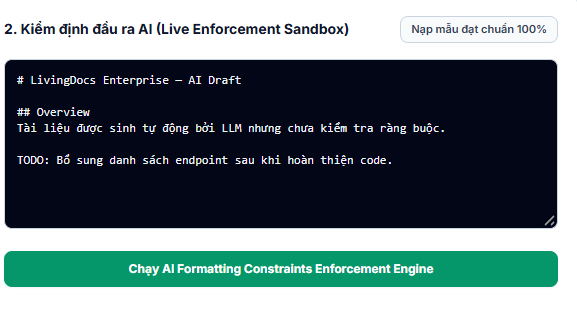 2. Kiểm định đầu ra AI (Live Enforcement Sandbox)
Nạp mẫu đạt chuẩn 100%
# LivingDocs Enterprise — AI Draft
## Overview
Tài liệu được sinh tự động bởi LLM nhưng chưa kiểm tra ràng buộc.
TODO: Bổ sung danh sách endpoint sau khi hoàn thiện code.
Chạy AI Formatting Constraints Enforcement Engine